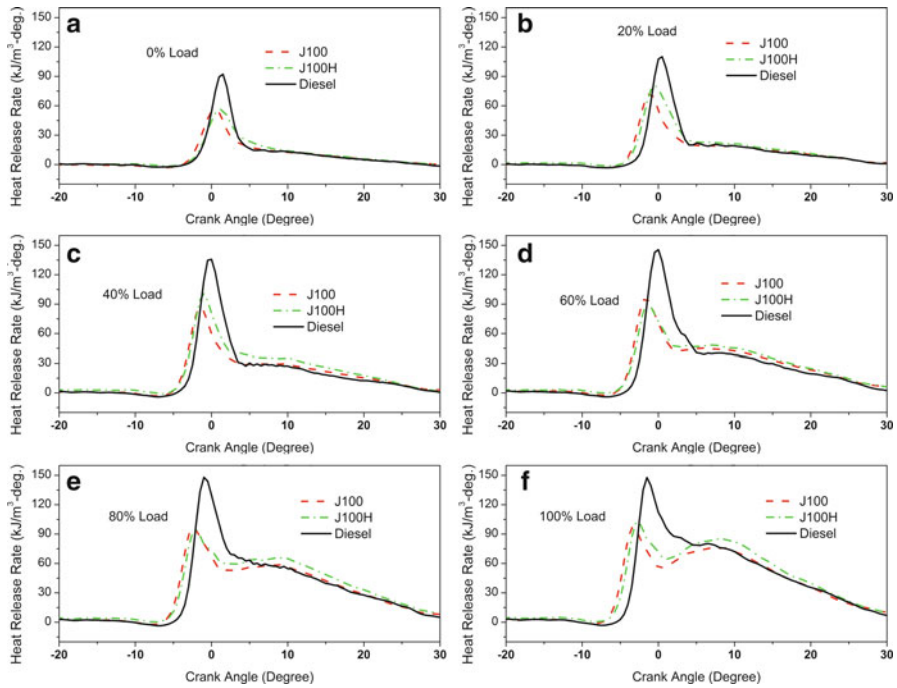 a
0% Load
J100
J100H
Diesel
Heat Release Rate (kJ/m³-deg.)
150
120
90
60
30
0
-20
-10
0
10
20
30
Crank Angle (Degree)
b
20% Load
J100
J100H
Diesel
Heat Release Rate (kJ/m³-deg.)
150
120
90
60
30
0
-20
-10
0
10
20
30
Crank Angle (Degree)
c
40% Load
J100
J100H
Diesel
Heat Release Rate (kJ/m³-deg.)
150
120
90
60
30
0
-20
-10
0
10
20
30
Crank Angle (Degree)
d
60% Load
J100
J100H
Diesel
Heat Release Rate (kJ/m³-deg.)
150
120
90
60
30
0
-20
-10
0
10
20
30
Crank Angle (Degree)
e
80% Load
J100
J100H
Diesel
Heat Release Rate (kJ/m³-deg.)
150
120
90
60
30
0
-20
-10
0
10
20
30
Crank Angle (Degree)
f
100% Load
J100
J100H
Diesel
Heat Release Rate (kJ/m³-deg.)
150
120
90
60
30
0
-20
-10
0
10
20
30
Crank Angle (Degree)